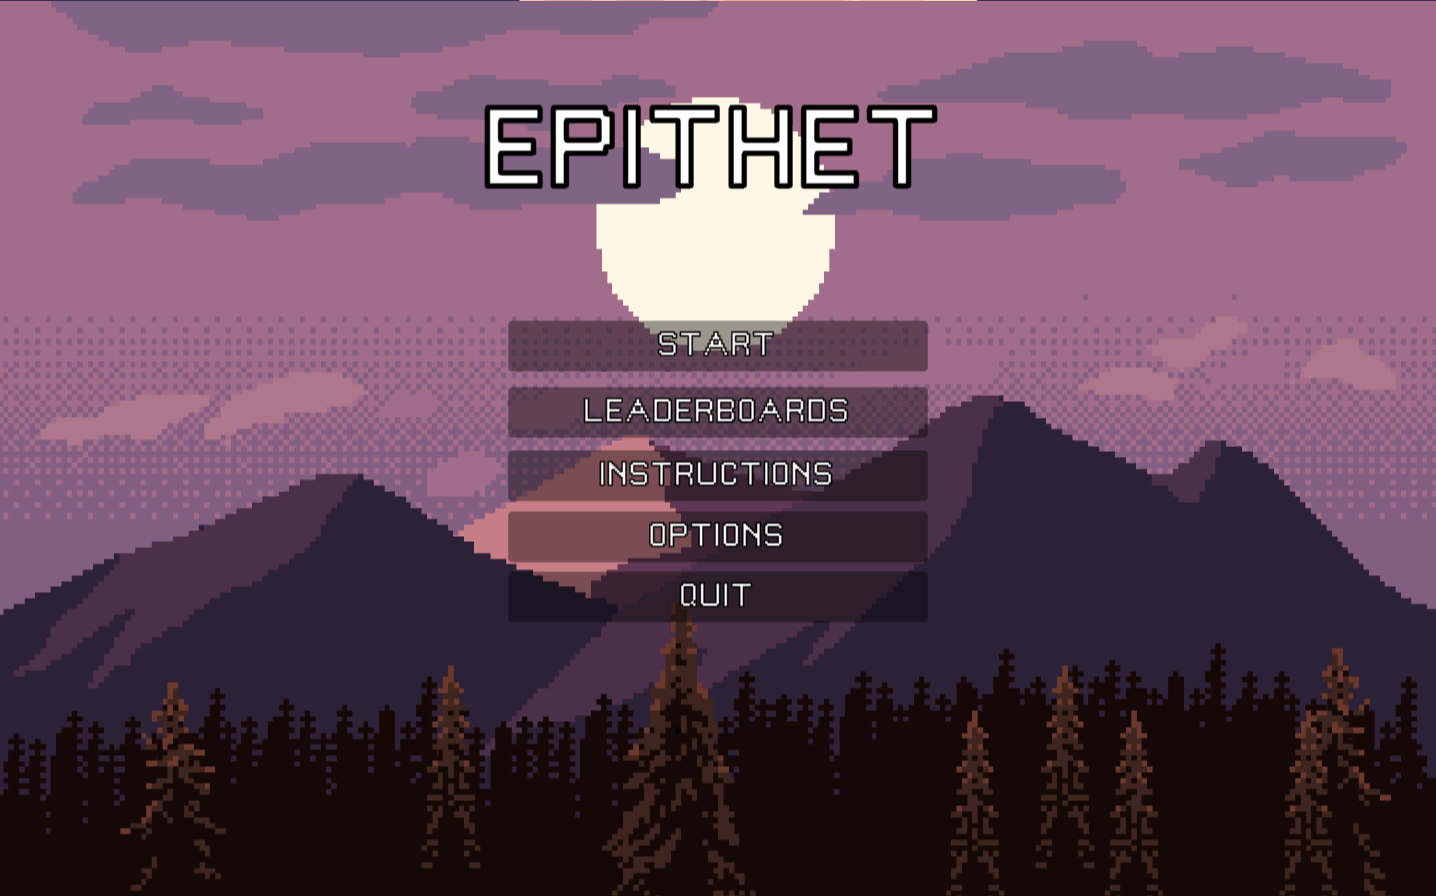 EPITHET
START
LEADERBOARDS
INSTRUCTIONS
OPTIONS
QUIT